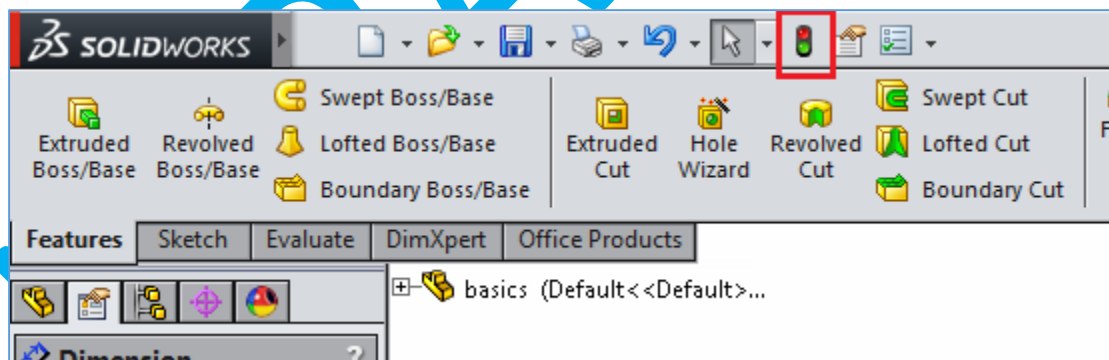 SOLIDWORKS
Extruded Boss/Base
Revolved Boss/Base
Swept Boss/Base
Lofted Boss/Base
Boundary Boss/Base
Extruded Cut
Hole Wizard
Revolved Cut
Swept Cut
Lofted Cut
Boundary Cut
Features Sketch Evaluate DimXpert Office Products
basics (Default<<Default>...
Dimension ?